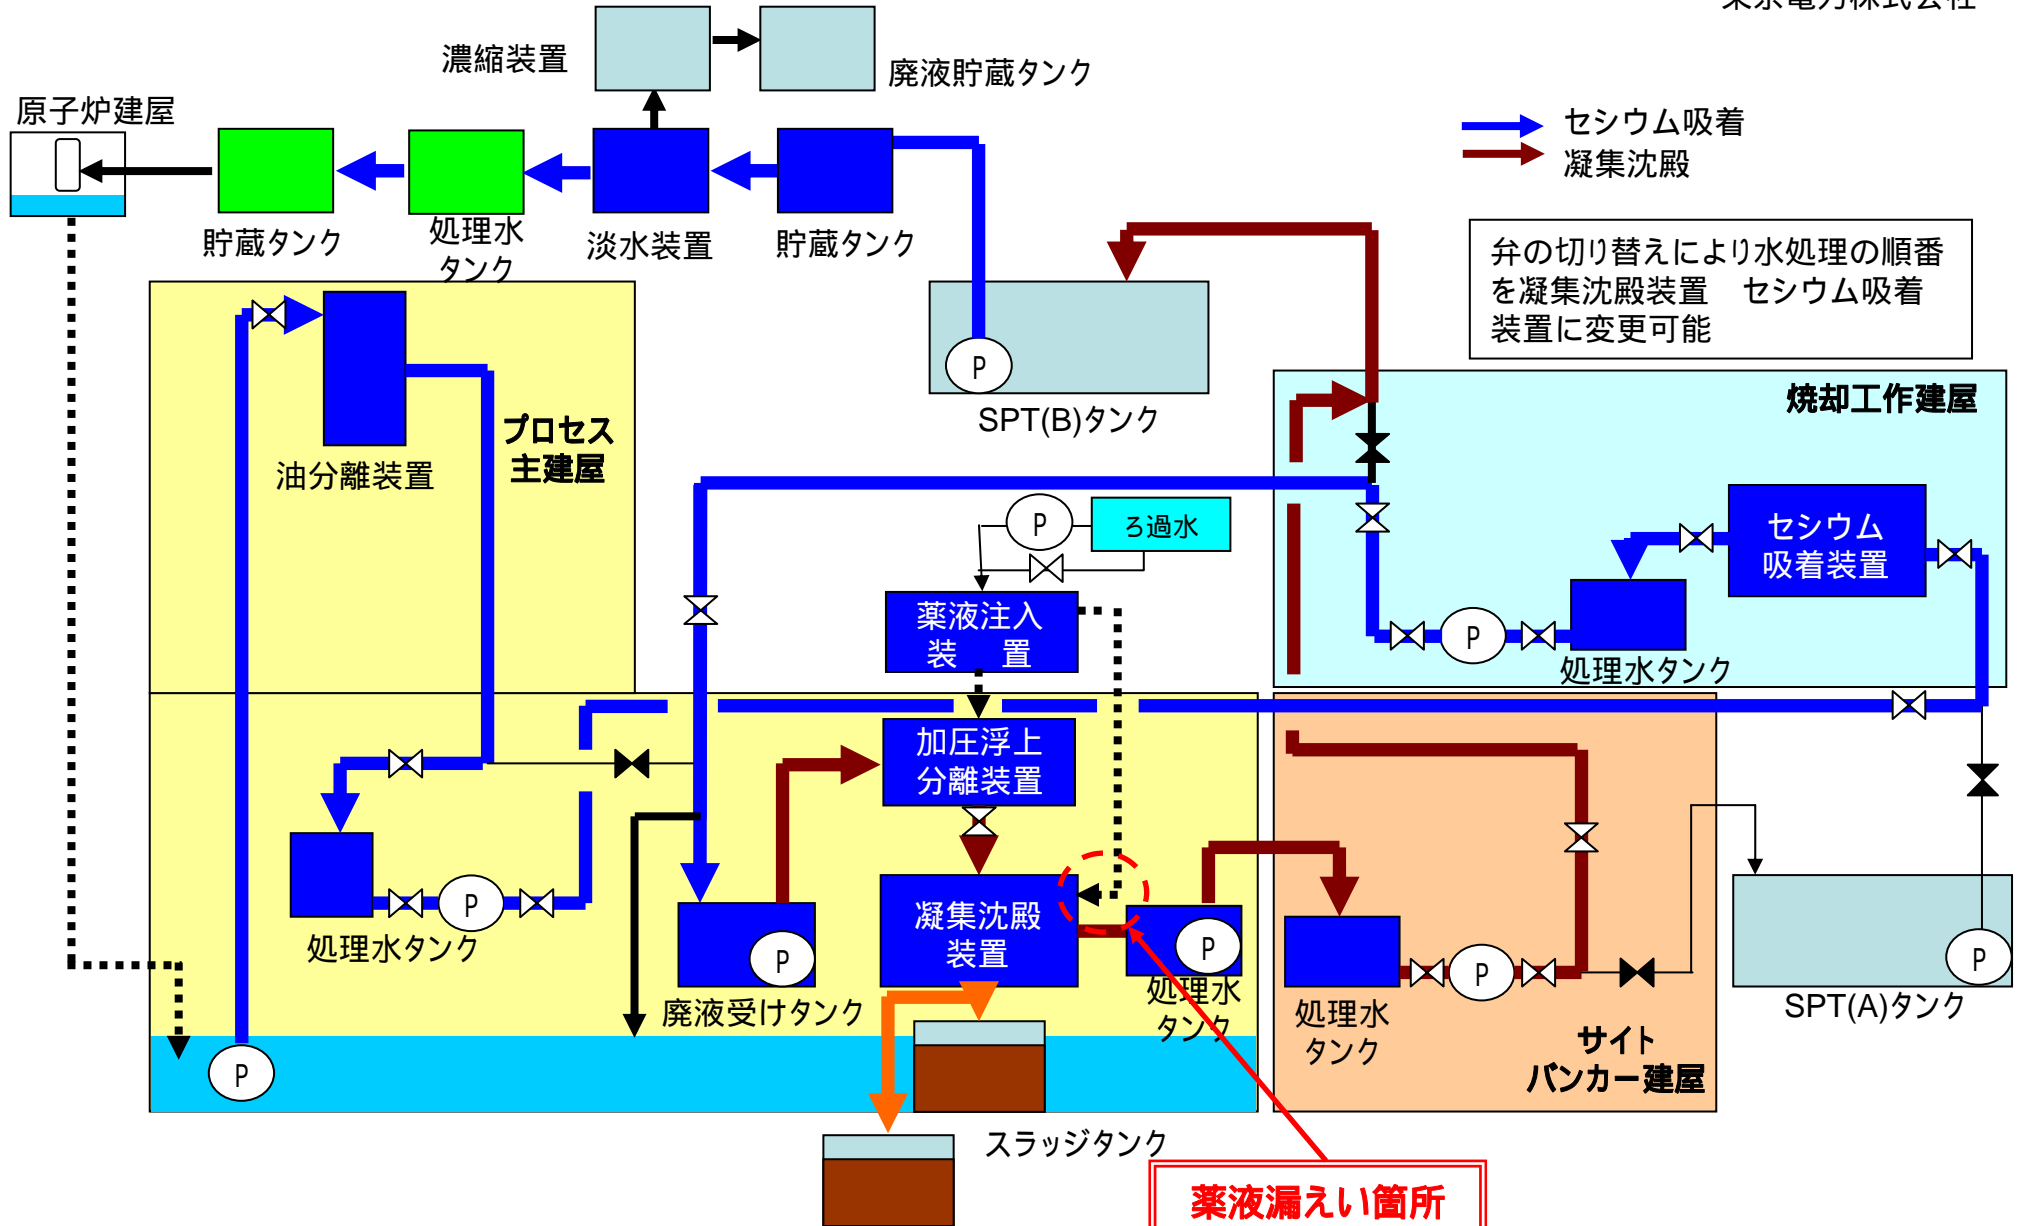 東京電力株式会社
濃縮装置
廃液貯蔵タンク
原子炉建屋
セシウム吸着
凝集沈殿
貯蔵タンク
処理水
タンク
淡水装置
貯蔵タンク
弁の切り替えにより水処理の順番
を凝集沈殿装置　セシウム吸着
装置に変更可能
P
SPT(B)タンク
焼却工作建屋
プロセス
主建屋
油分離装置
P
ろ過水
セシウム
吸着装置
薬液注入
装　置
P
処理水タンク
加圧浮上
分離装置
P
処理水タンク
P
廃液受けタンク
凝集沈殿
装置
P
処理水
タンク
P
処理水
タンク
P
SPT(A)タンク
サイト
バンカー建屋
P
スラッジタンク
薬液漏えい箇所